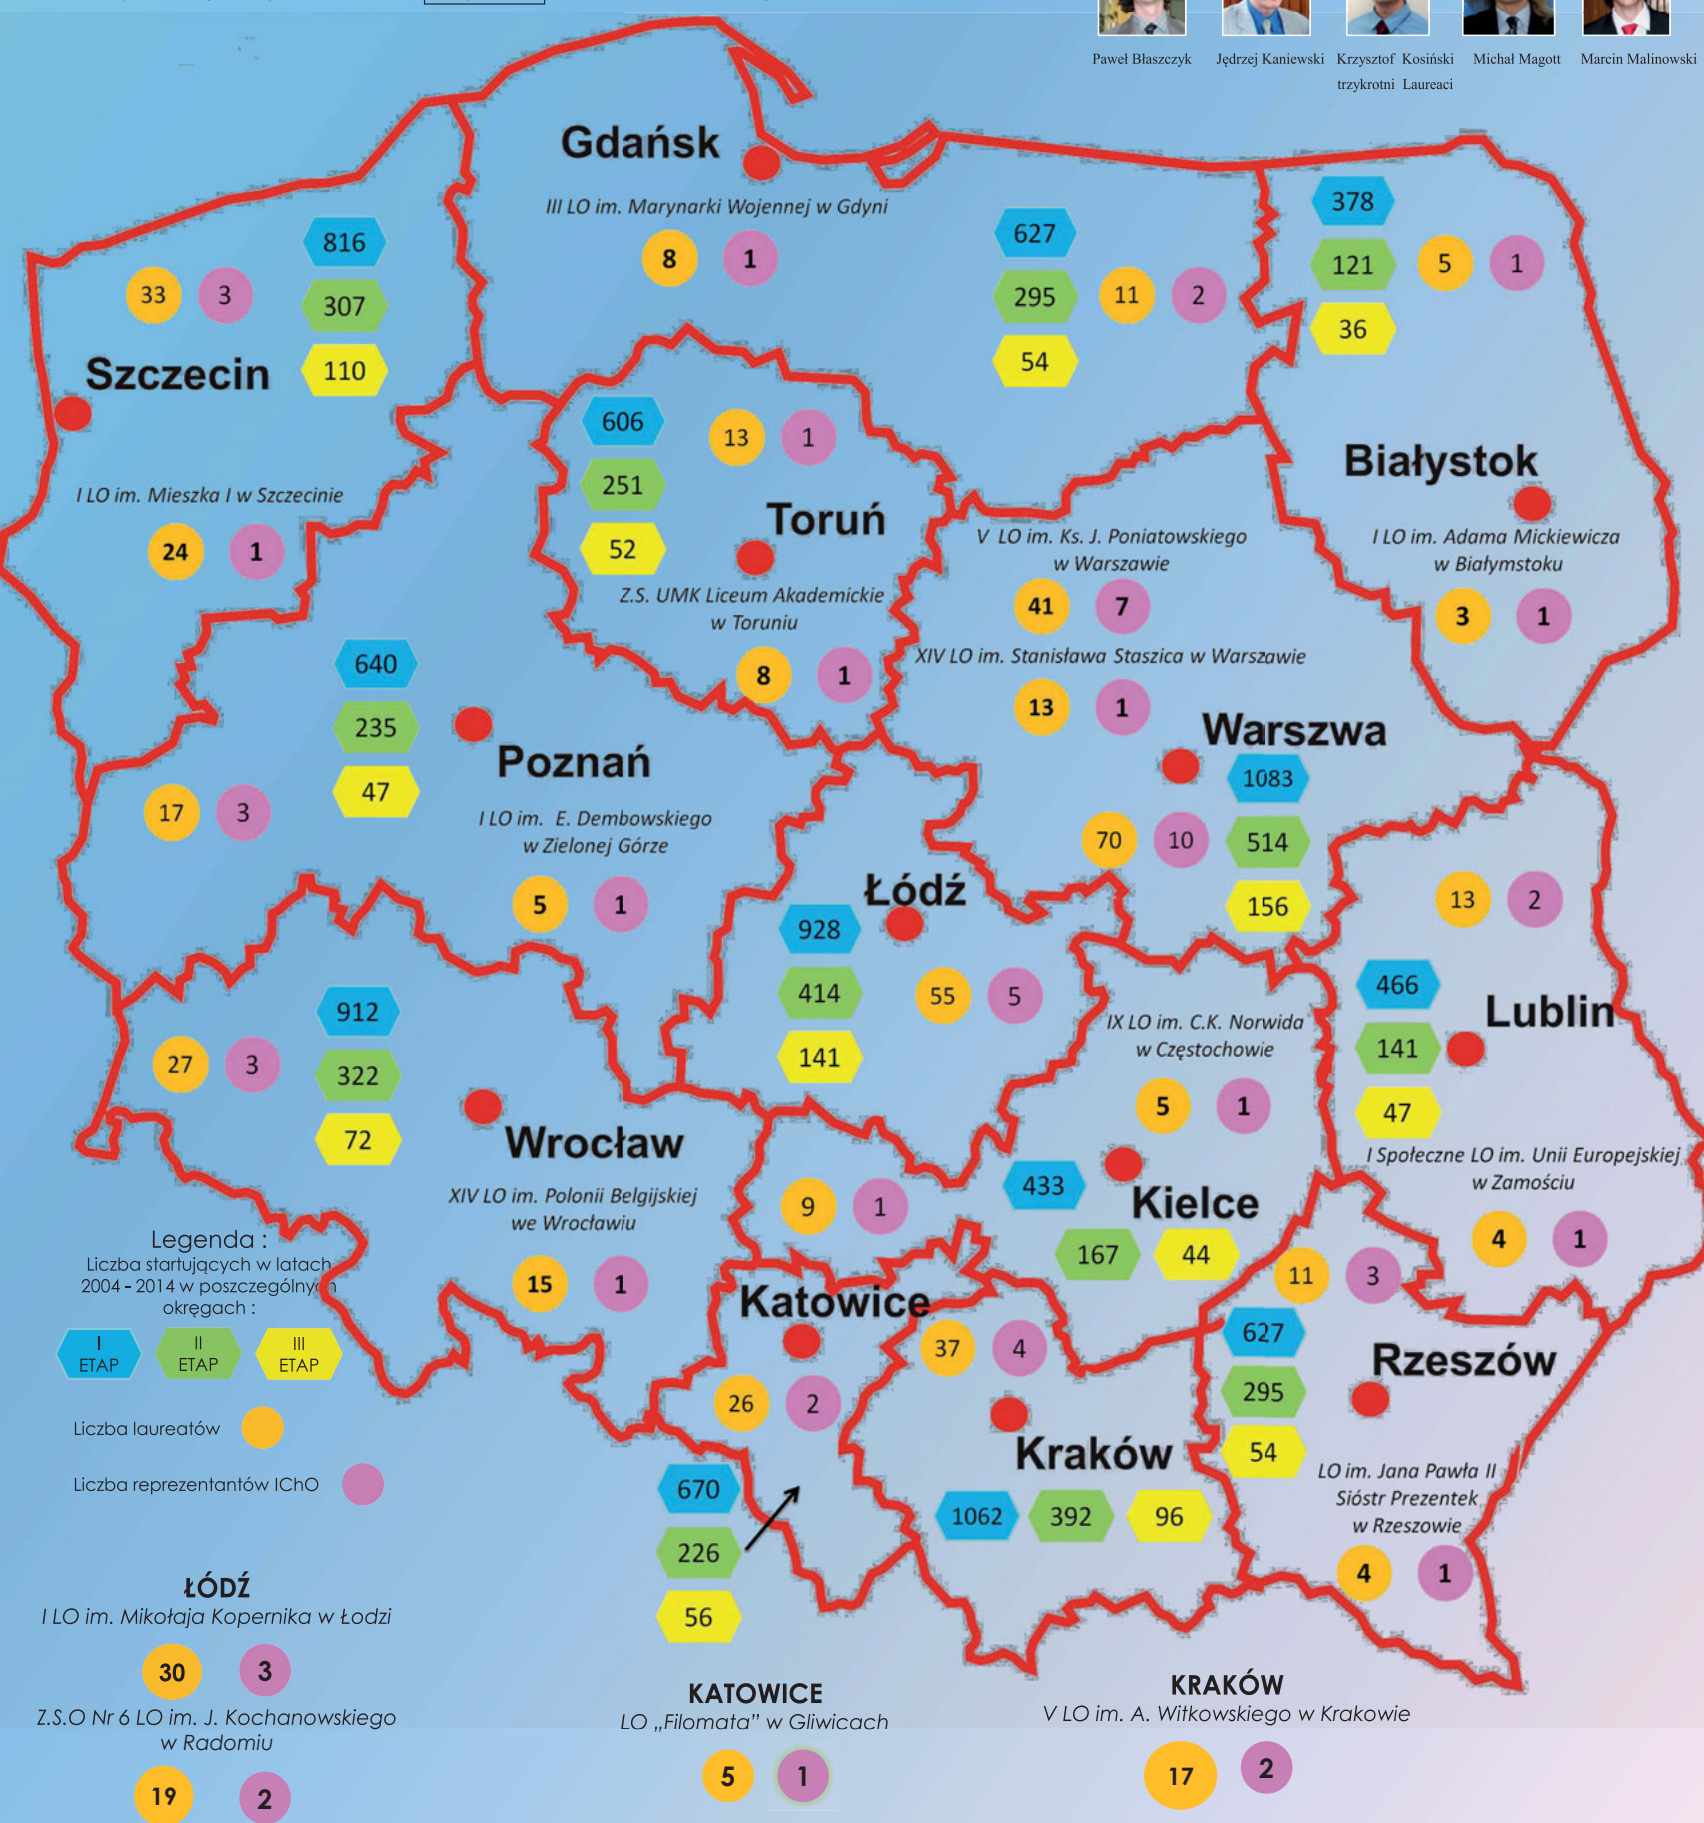 Paweł Błaszczyk
Jędrzej Kaniewski
Krzysztof Kosiński
trzykrotni Laureaci
Michał Magott
Marcin Malinowski
Gdańsk
III LO im. Marynarki Wojennej w Gdyni
8 1
627
295 11 2
54
378
121 5 1
36
816
33 3 307
110
Szczecin
I LO im. Mieszka I w Szczecinie
24 1
606
13 1
251
52
Toruń
Z.S. UMK Liceum Akademickie
w Toruniu
8 1
Białystok
I LO im. Adama Mickiewicza
w Białymstoku
3 1
V LO im. Ks. J. Poniatowskiego
w Warszawie
41 7
XIV LO im. Stanisława Staszica w Warszawie
13 1
Warszwa
1083
70 10 514
156
640
235
47
17 3
Poznań
I LO im. E. Dembowskiego
w Zielonej Górze
5 1
Łódź
928
414 55 5
141
13 2
466
141
47
Lublin
I Społeczne LO im. Unii Europejskiej
w Zamościu
4 1
912
27 3 322
72
Wrocław
XIV LO im. Polonii Belgijskiej
we Wrocławiu
15 1
IX LO im. C.K. Norwida
w Częstochowie
5 1
433
Kielce
167 44
9 1
Katowice
26 2
670
226
56
37 4
Kraków
1062 392 96
11 3
627
295
54
Rzeszów
LO im. Jana Pawła II
Sióstr Prezentek
w Rzeszowie
4 1
Legenda :
Liczba startujących w latach
2004 - 2014 w poszczególnych
okręgach :
I
ETAP
II
ETAP
III
ETAP
Liczba laureatów
Liczba reprezentantów IChO
ŁÓDŹ
I LO im. Mikołaja Kopernika w Łodzi
30 3
Z.S.O Nr 6 LO im. J. Kochanowskiego
w Radomiu
19 2
KATOWICE
LO „Filomata” w Gliwicach
5 1
KRAKÓW
V LO im. A. Witkowskiego w Krakowie
17 2